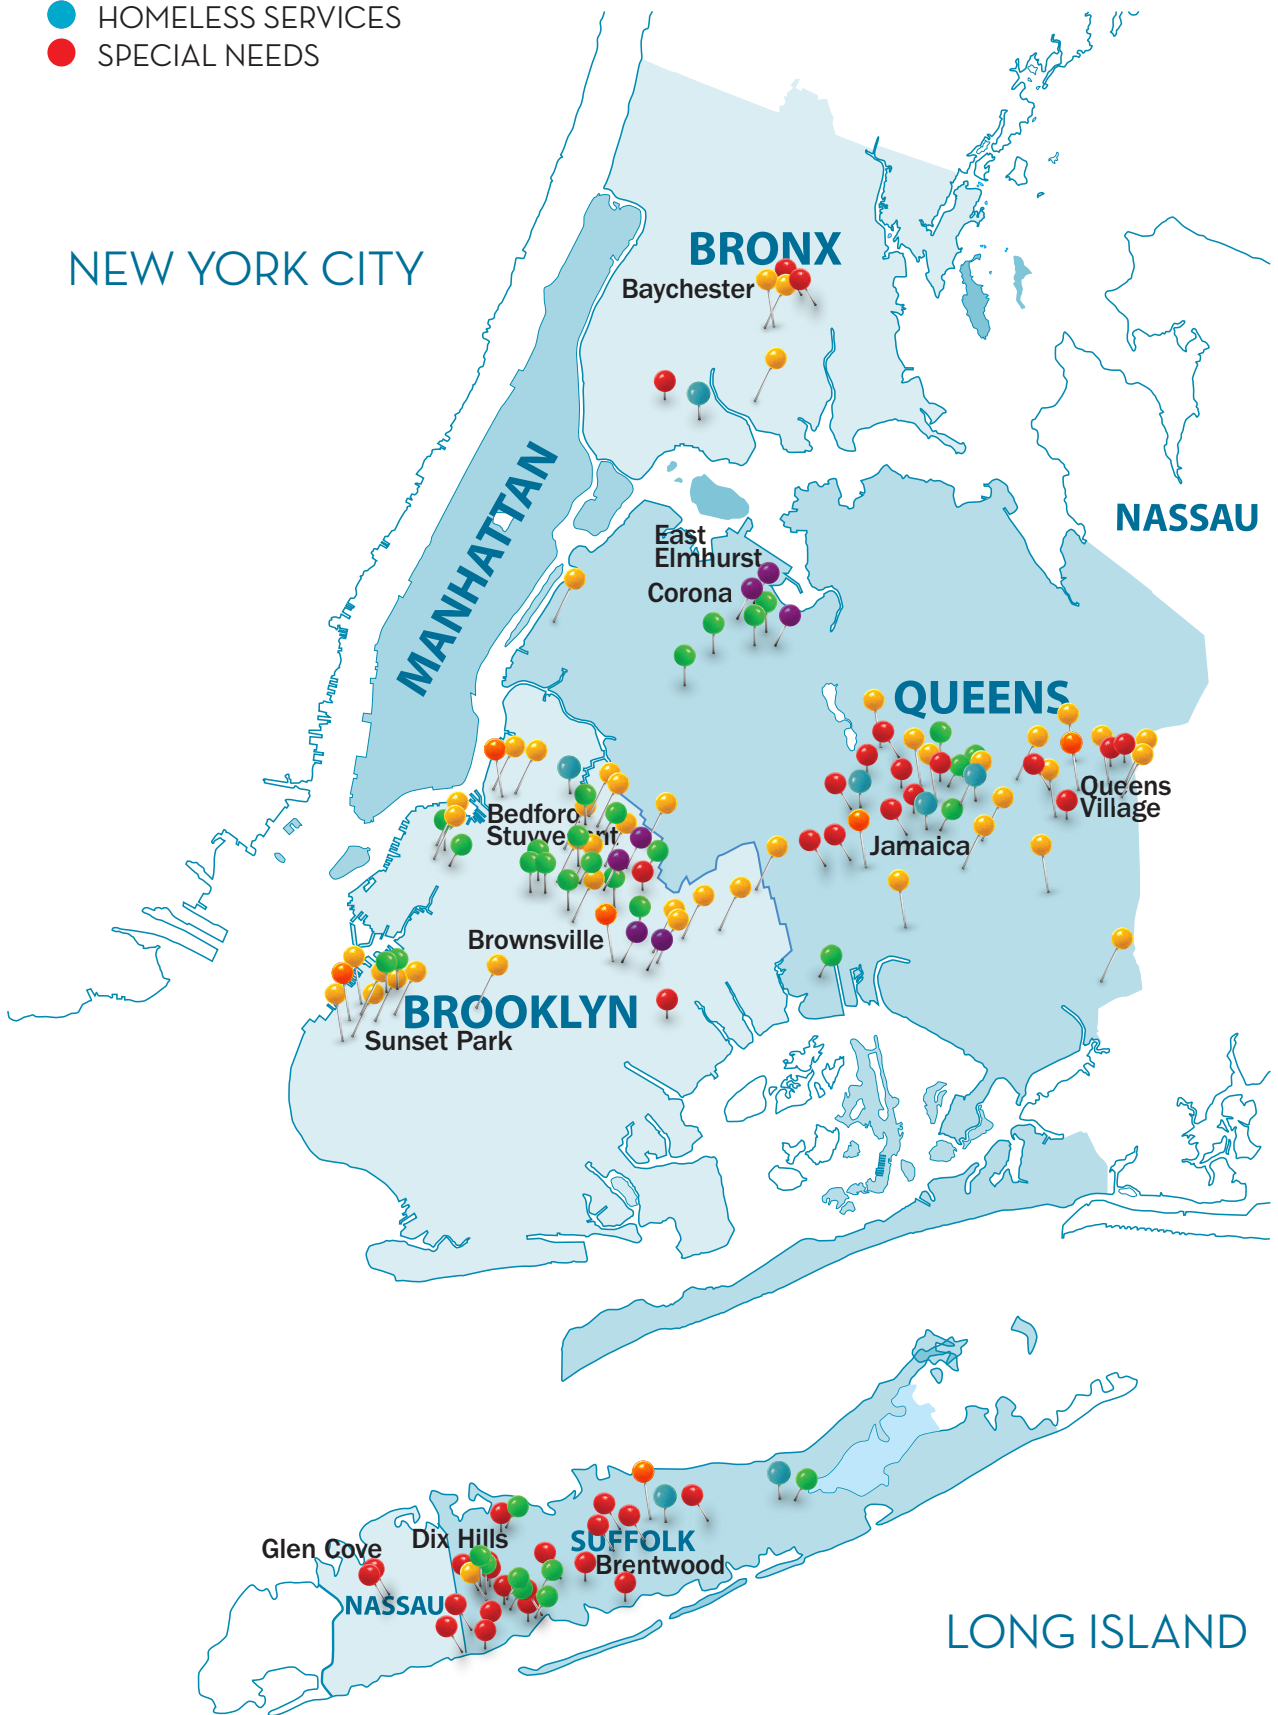 HOMELESS SERVICES
SPECIAL NEEDS
NEW YORK CITY
BRONX
Baychester
MANHATTAN
NASSAU
East
Elmhurst
Corona
QUEENS
Queens
Village
Bedford
Jamaica
Brownsville
BROOKLYN
Sunset Park
Glen Cove
Dix Hills
SUFFOLK
Brentwood
NASSAU
LONG ISLAND